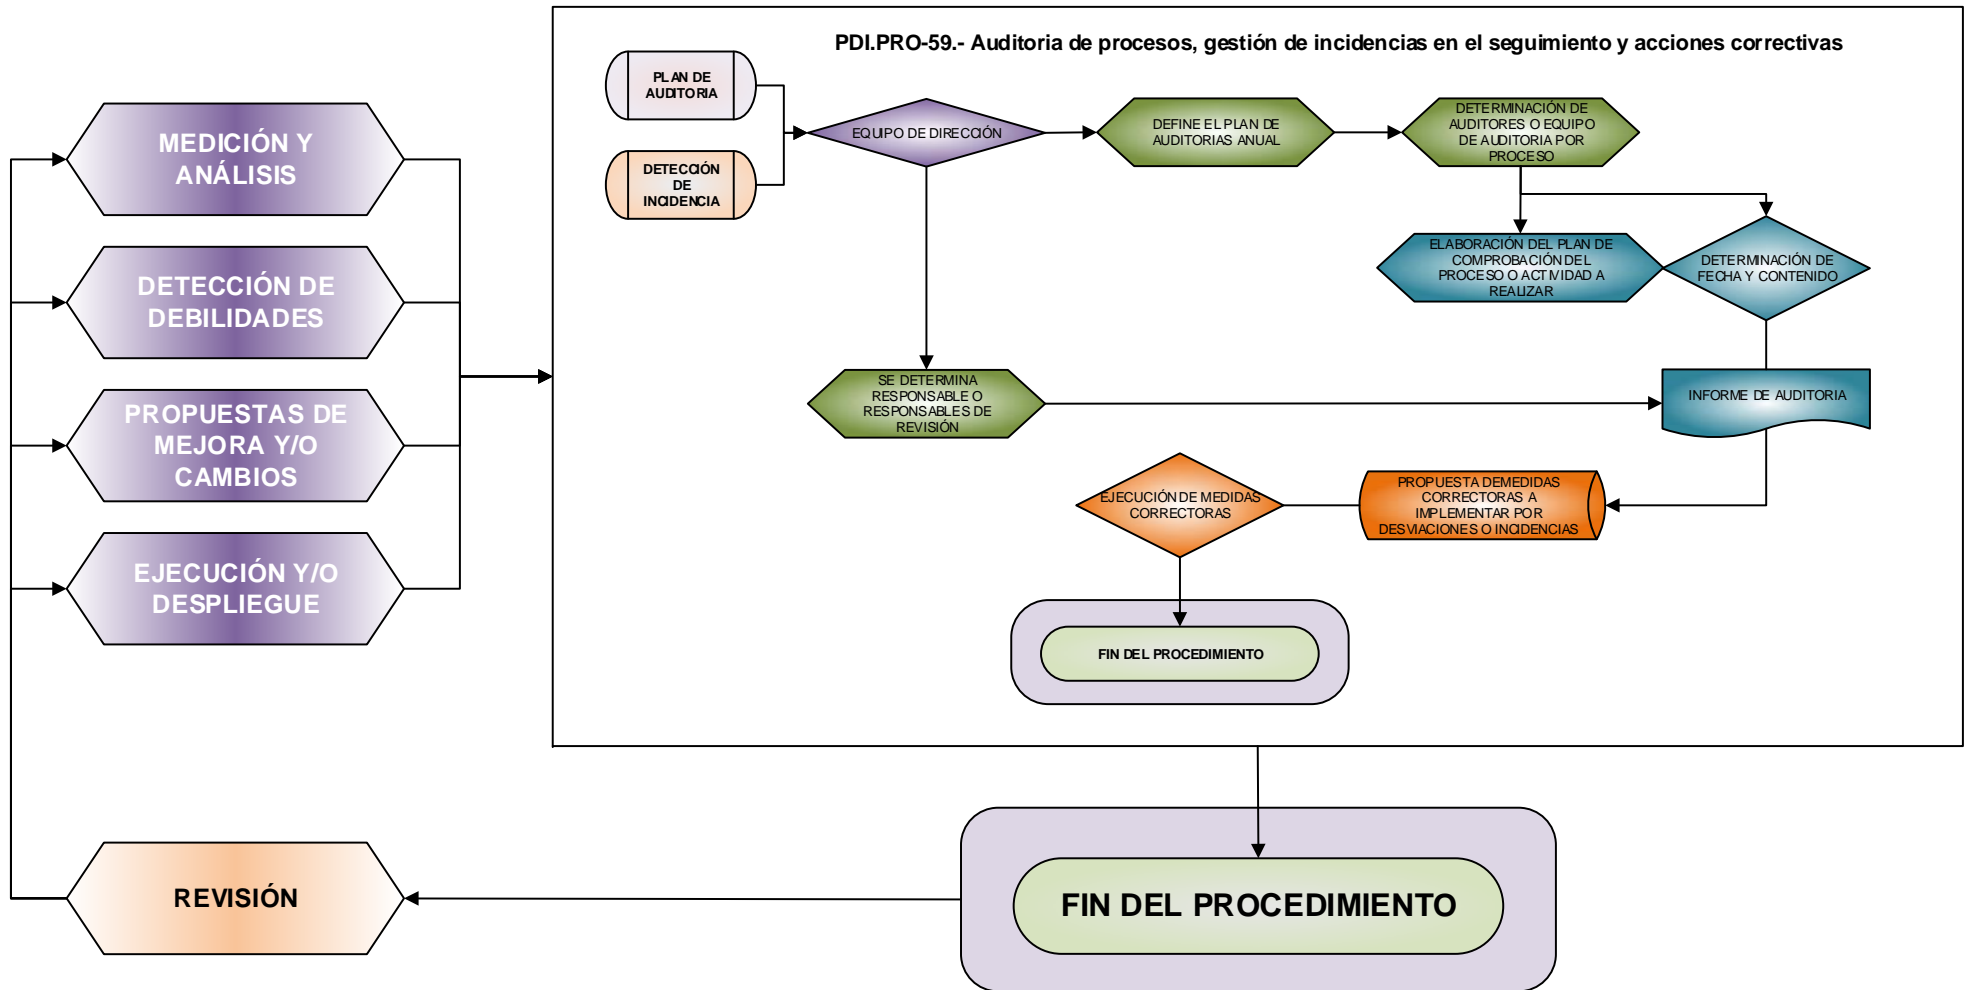 PDI.PRO-59.- Auditoria de procesos, gestión de incidencias en el seguimiento y acciones correctivas
PLAN DE
AUDITORIA
DETECCIÓN
DE
INCIDENCIA
EQUIPO DE DIRECCIÓN
DEFINE EL PLAN DE
AUDITORIAS ANUAL
DETERMINACIÓN DE
AUDITORES O EQUIPO
DE AUDITORIA POR
PROCESO
ELABORACIÓN DEL PLAN DE
COMPROBACIÓN DEL
PROCESO O ACTIVIDAD A
REALIZAR
DETERMINACIÓN DE
FECHA Y CONTENIDO
SE DETERMINA
RESPONSABLE O
RESPONSABLES DE
REVISIÓN
INFORME DE AUDITORIA
PROPUESTA DEMEDIDAS
CORRECTORAS A
IMPLEMENTAR POR
DESVIACIONES O INCIDENCIAS
EJECUCIÓN DE MEDIDAS
CORRECTORAS
FIN DEL PROCEDIMIENTO
MEDICIÓN Y
ANÁLISIS
DETECCIÓN DE
DEBILIDADES
PROPUESTAS DE
MEJORA Y/O
CAMBIOS
EJECUCIÓN Y/O
DESPLIEGUE
REVISIÓN
FIN DEL PROCEDIMIENTO